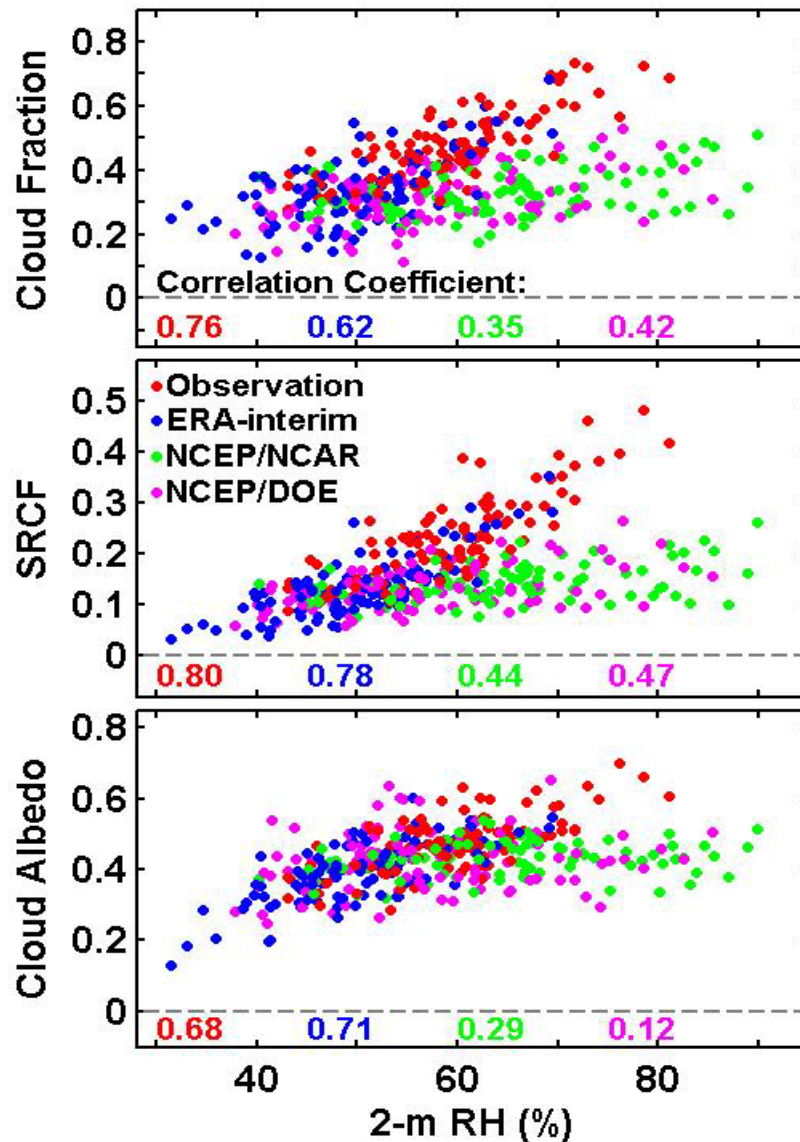 Cloud Fraction
0.8
0.6
0.4
0.2
0
Correlation Coefficient:
0.76 0.62 0.35 0.42
SRCF
0.5
0.4
0.3
0.2
0.1
0
Observation
ERA-interim
NCEP/NCAR
NCEP/DOE
0.80 0.78 0.44 0.47
Cloud Albedo
0.8
0.6
0.4
0.2
0
0.68 0.71 0.29 0.12
40 60 80
2-m RH (%)